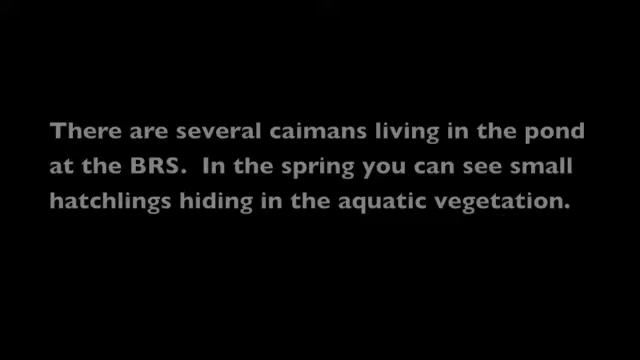 There are several caimans living in the pond
at the BRS.  In the spring you can see small
hatchlings hiding in the aquatic vegetation.